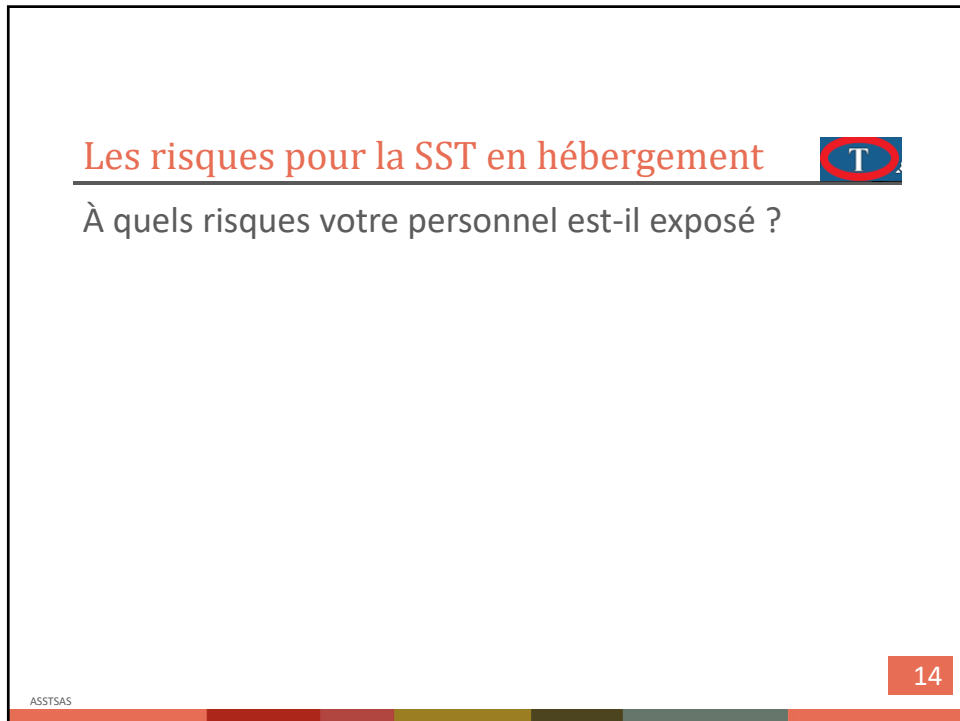 Les risques pour la SST en hébergement
T
À quels risques votre personnel est-il exposé ?
14
ASSTSAS